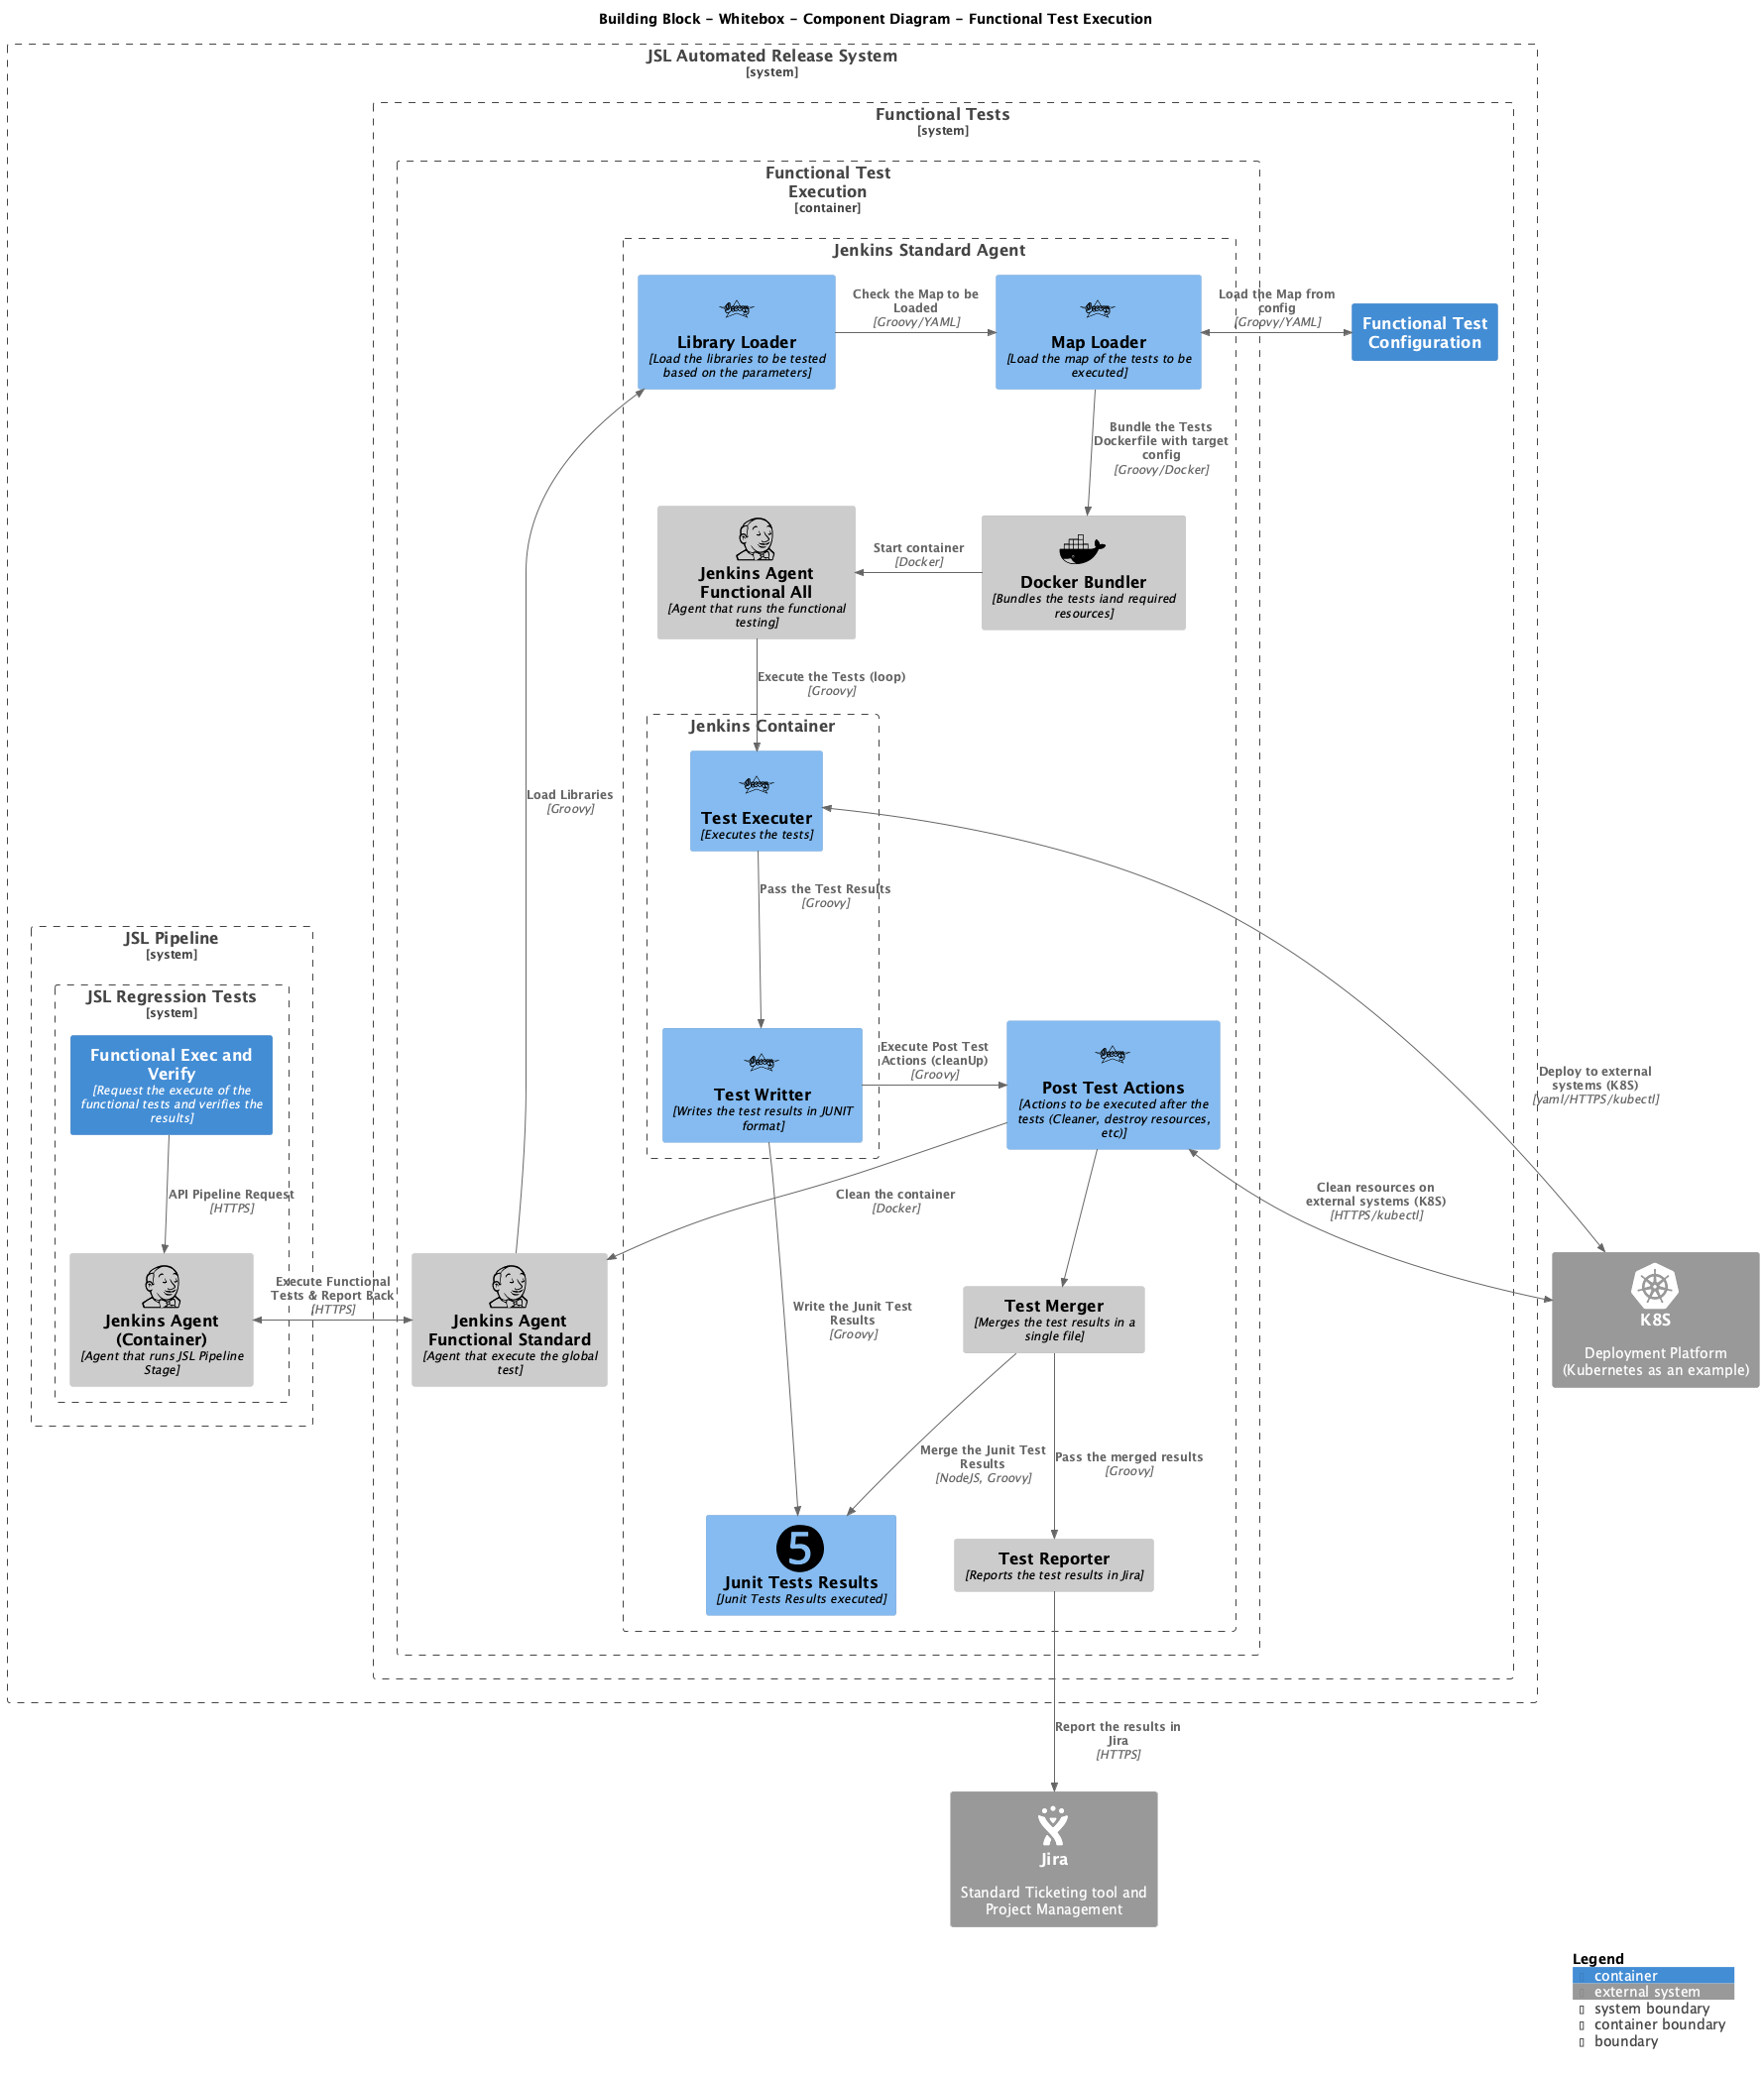 Building Block - Whitebox - Component Diagram - Functional Test Execution
JSL Automated Release System
[system]
Functional Tests
[system]
Functional Test
Execution
[container]
Jenkins Standard Agent
Library Loader
[Load the libraries to be tested
based on the parameters]
Check the Map to be
Loaded
[Groovy/YAML]
Map Loader
[Load the map of the tests to be
executed]
Load the Map from
config
[Groovy/YAML]
Functional Test
Configuration
Bundle the Tests
Dockerfile with target
config
[Groovy/Docker]
Jenkins Agent
Functional All
[Agent that runs the functional
testing]
Start container
[Docker]
Docker Bundler
[Bundles the tests iand required
resources]
Execute the Tests (loop)
[Groovy]
Jenkins Container
Test Executer
[Executes the tests]
Load Libraries
[Groovy]
Pass the Test Results
[Groovy]
JSL Pipeline
[system]
JSL Regression Tests
[system]
Functional Exec and
Verify
[Request the execute of the
functional tests and verifies the
results]
Test Writter
[Writes the test results in JUNIT
format]
Execute Post Test
Actions (cleanUp)
[Groovy]
Post Test Actions
[Actions to be executed after the
tests (Cleaner, destroy resources,
etc)]
Deploy to external
systems (K8S)
[yaml/HTTPS/kubectl]
API Pipeline Request
[HTTPS]
Clean the container
[Docker]
Clean resources on
external systems (K8S)
[HTTPS/kubectl]
Jenkins Agent
(Container)
[Agent that runs JSL Pipeline
Stage]
Execute Functional
Tests & Report Back
[HTTPS]
Jenkins Agent
Functional Standard
[Agent that execute the global
test]
Write the Junit Test
Results
[Groovy]
Test Merger
[Merges the test results in a
single file]
K8S
Deployment Platform
(Kubernetes as an example)
Merge the Junit Test
Results
[NodeJS, Groovy]
Pass the merged results
[Groovy]
5
Junit Tests Results
[Junit Tests Results executed]
Test Reporter
[Reports the test results in Jira]
Report the results in
Jira
[HTTPS]
Jira
Standard Ticketing tool and
Project Management
Legend
container
external system
system boundary
container boundary
boundary